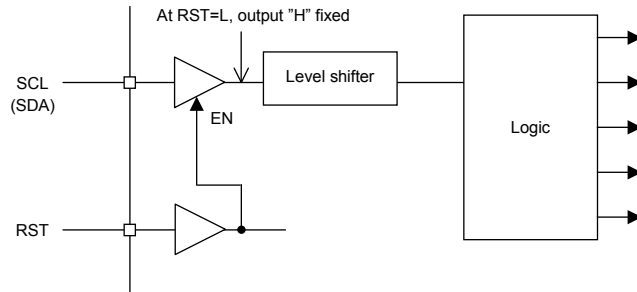 At RST=L, output ”H” fixed
SCL
(SDA)
Level shifter
EN
Logic
RST